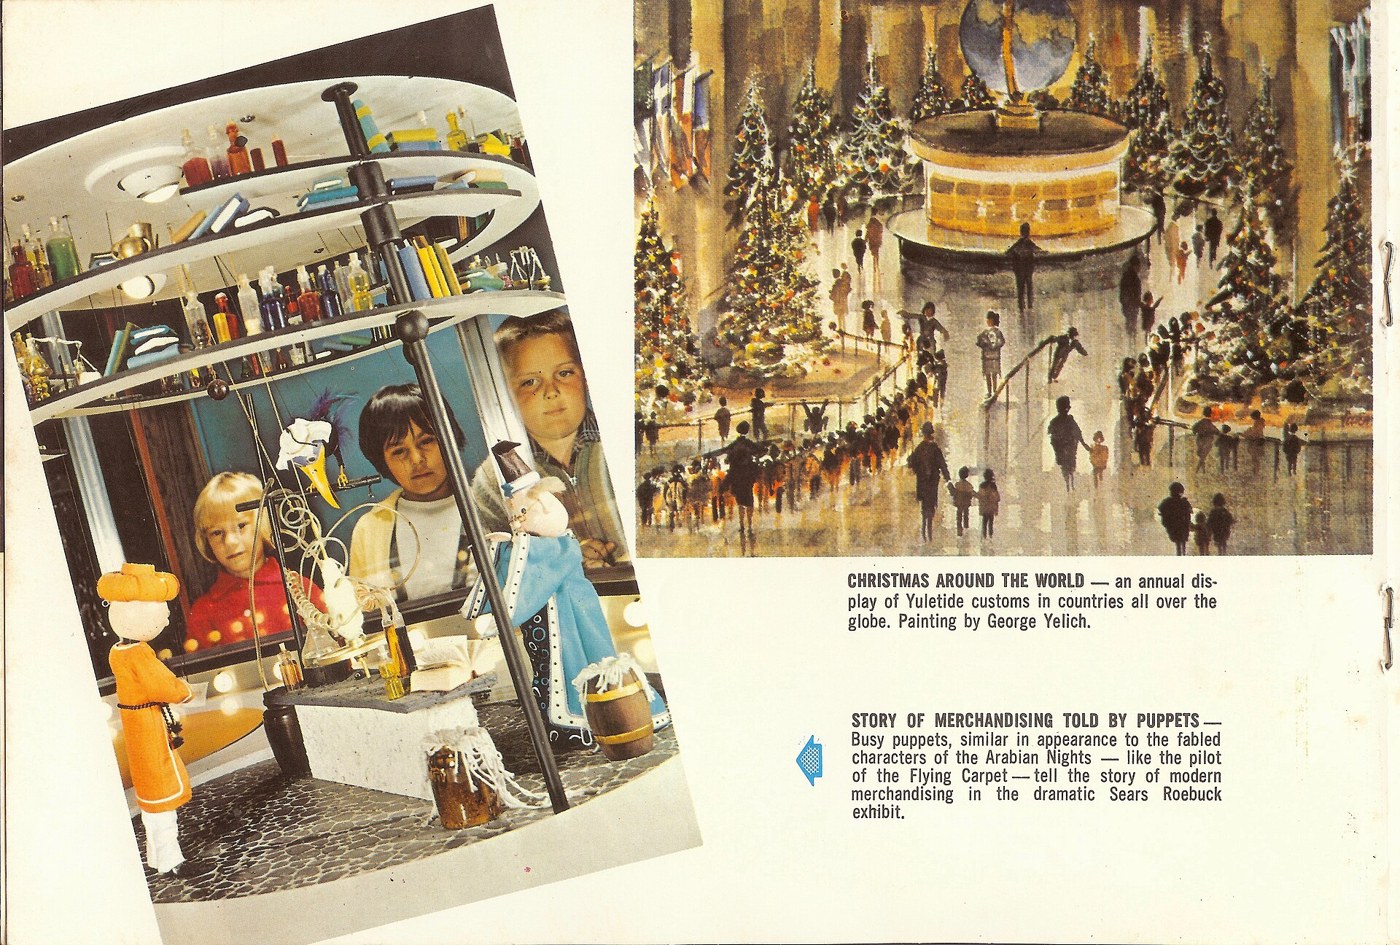 CHRISTMAS AROUND THE WORLD — an annual dis-
play of Yuletide customs in countries all over the
globe. Painting by George Yelich.
STORY OF MERCHANDISING TOLD BY PUPPETS —
Busy puppets, similar in appearance to the fabled
characters of the Arabian Nights — like the pilot
of the Flying Carpet — tell the story of modern
merchandising in the dramatic Sears Roebuck
exhibit.